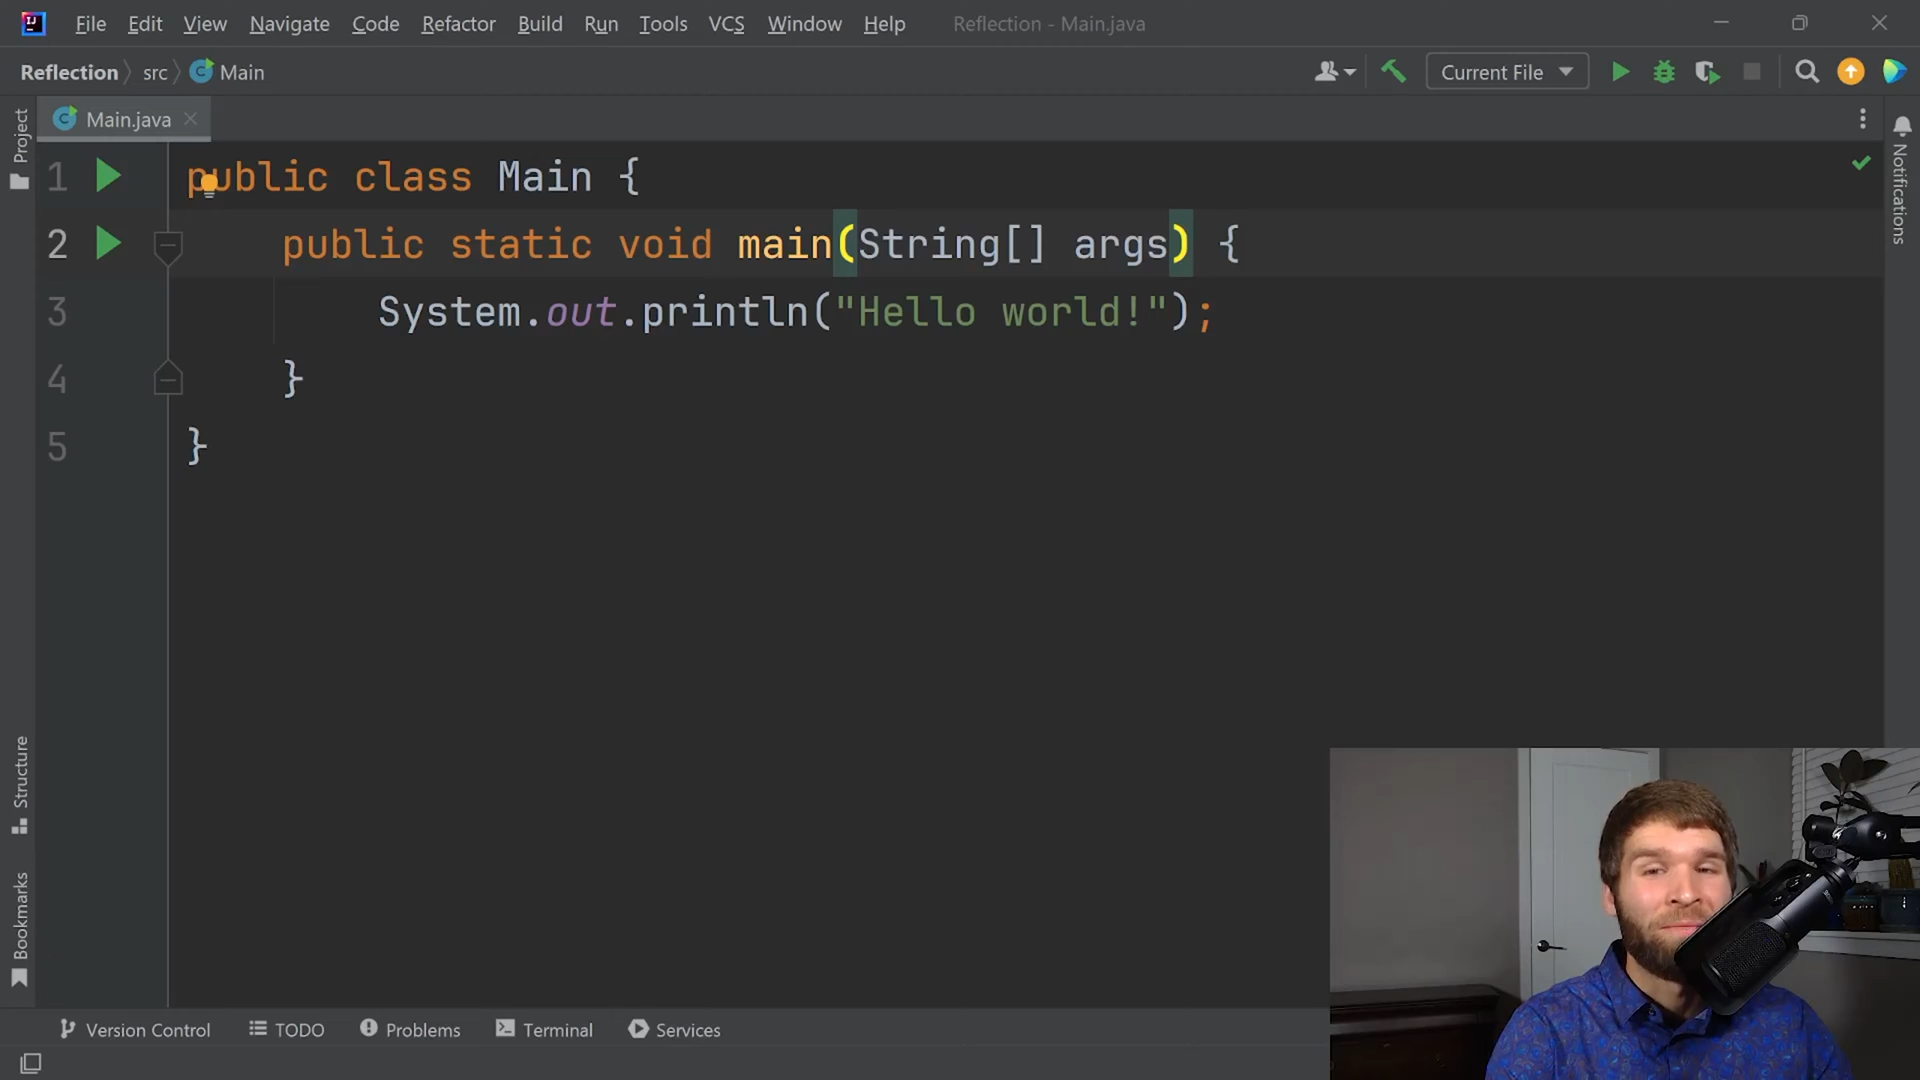 File Edit View Navigate Code Refactor Build Run Tools VCS Window Help Reflection - Main.java
Reflection src Main Current File
Project
Main.java
Notifications
1 public class Main {
2 public static void main(String[] args) {
3 System.out.println("Hello world!");
4 }
5 }
Structure
Bookmarks
Version Control TODO Problems Terminal Services